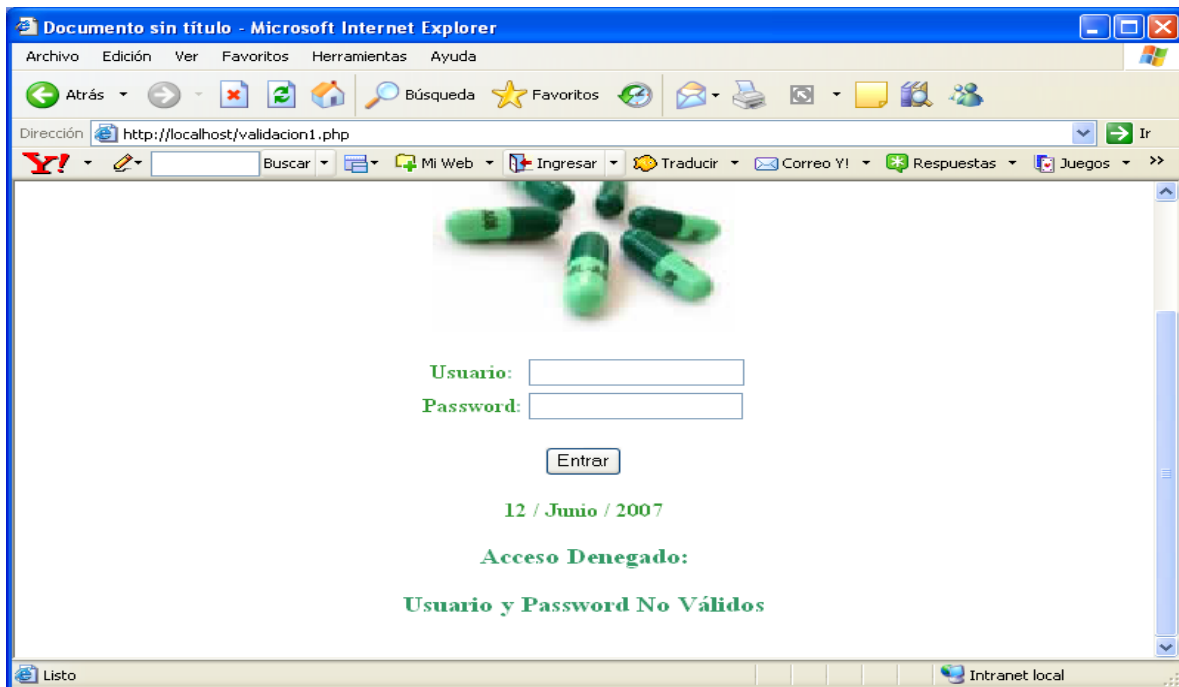 Documento sin título - Microsoft Internet Explorer
Archivo Edición Ver Favoritos Herramientas Ayuda
Atrás Búsqueda Favoritos
Dirección http://localhost/validacion1.php Ir
Y! Buscar Mi Web Ingresar Traducir Correo Y! Respuestas Juegos >>
Usuario:
Password:
Entrar
12 / Junio / 2007
Acceso Denegado:
Usuario y Password No Válidos
Listo Intranet local